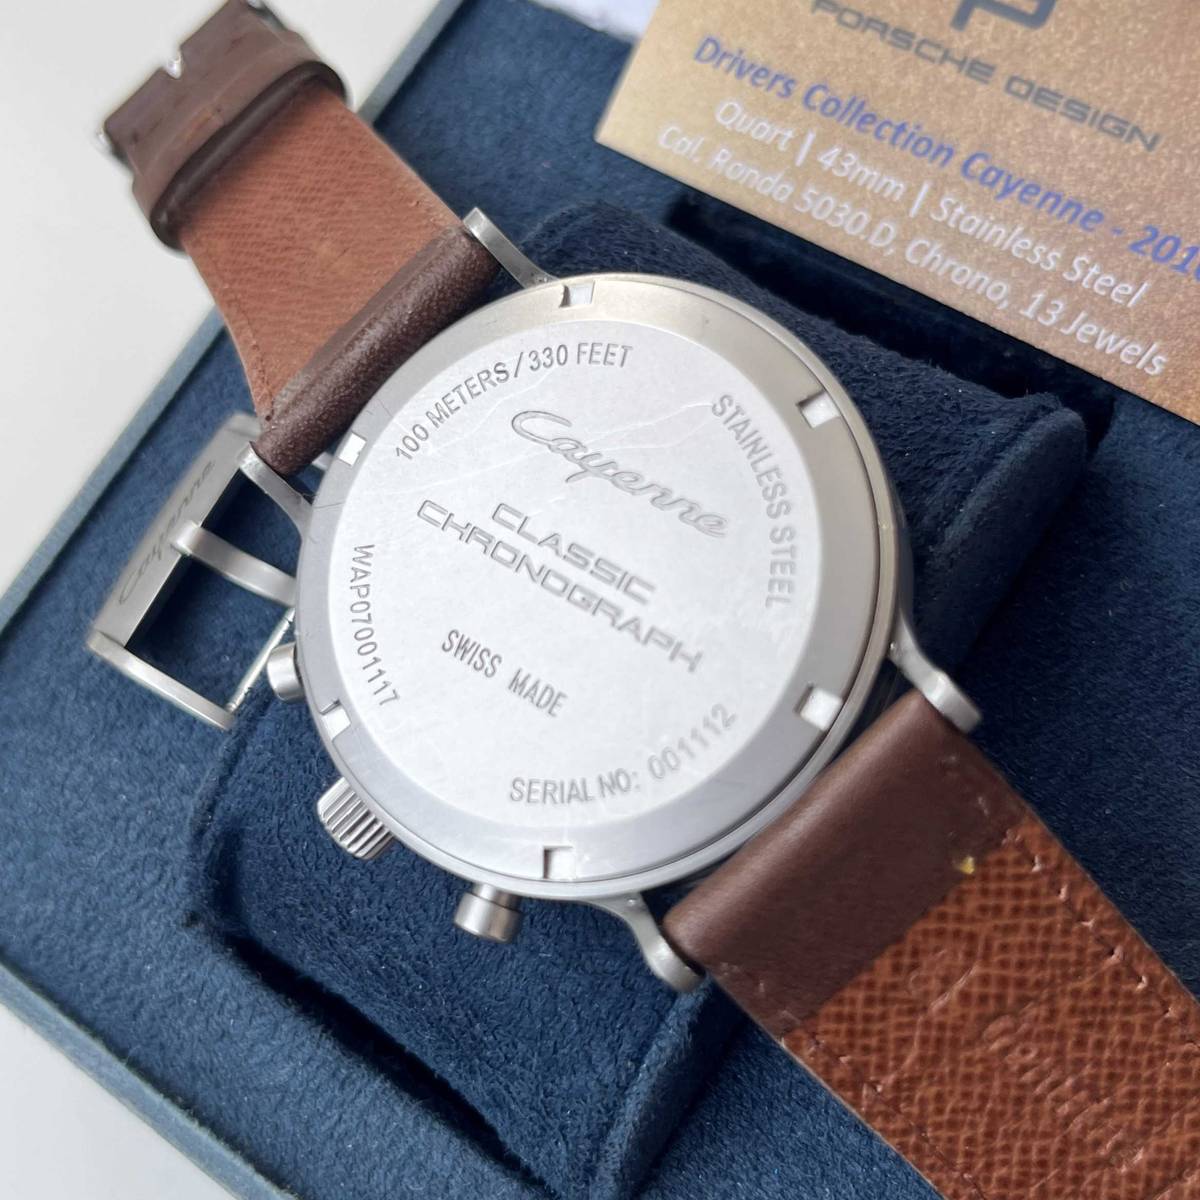 PORSCHE DESIGN
Drivers Collection Cayenne - 201
Quart | 43mm | Stainless Steel
Cal. Ronda 5030.D, Chrono, 13 Jewels
100 METERS / 330 FEET
STAINLESS STEEL
Cayenne
CLASSIC
CHRONOGRAPH
SWISS MADE
WAP07001117
SERIAL NO: 001112
Cayenne